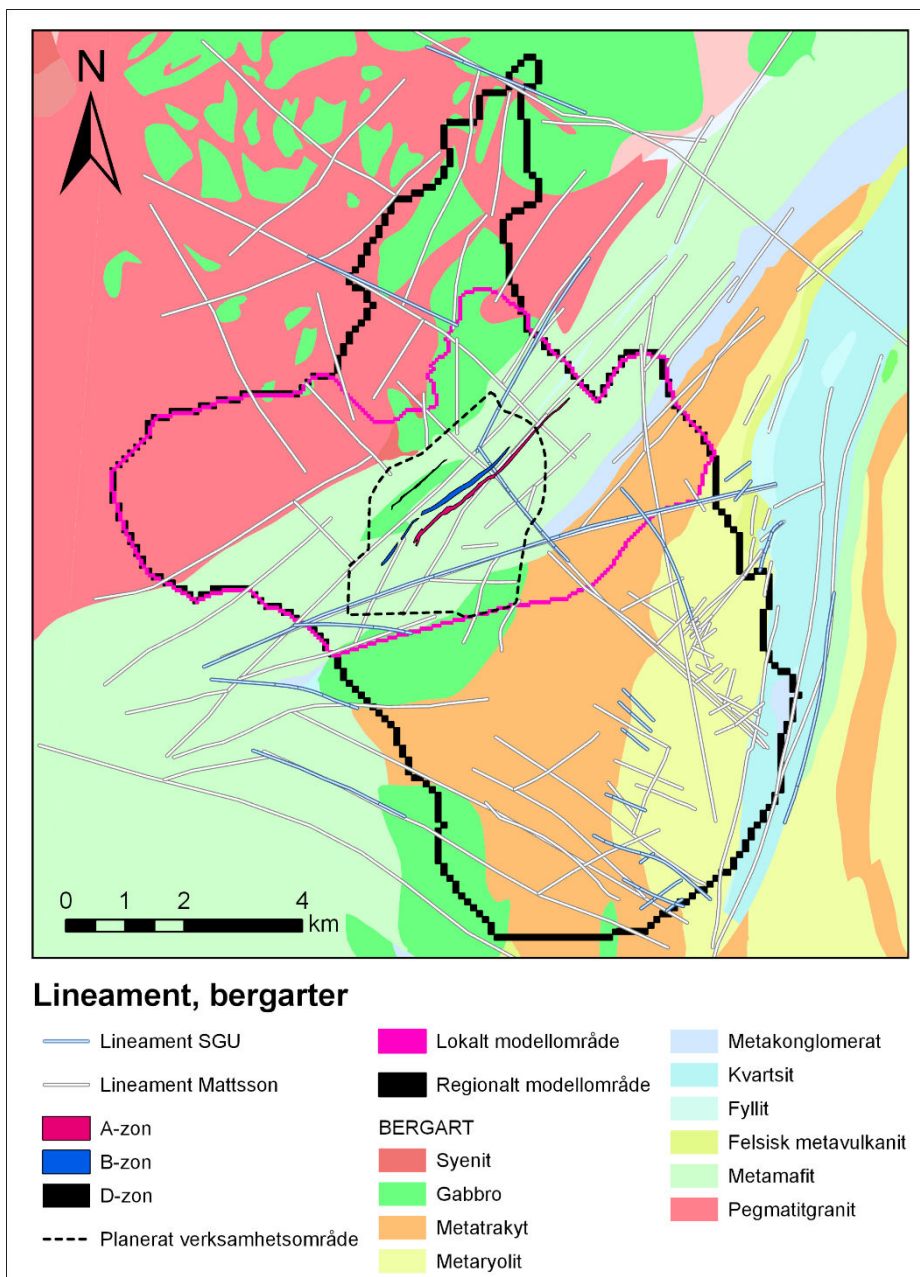 N
0 1 2 4
km
Lineament, bergarter
Lineament SGU
Lineament Mattsson
A-zon
B-zon
D-zon
Planerat verksamhetsområde
Lokalt modellområde
Regionalt modellområde
BERGART
Syenit
Gabbro
Metatrakyt
Metaryolit
Metakonglomerat
Kvartsit
Fyllit
Felsisk metavulkanit
Metamafit
Pegmatitgranit